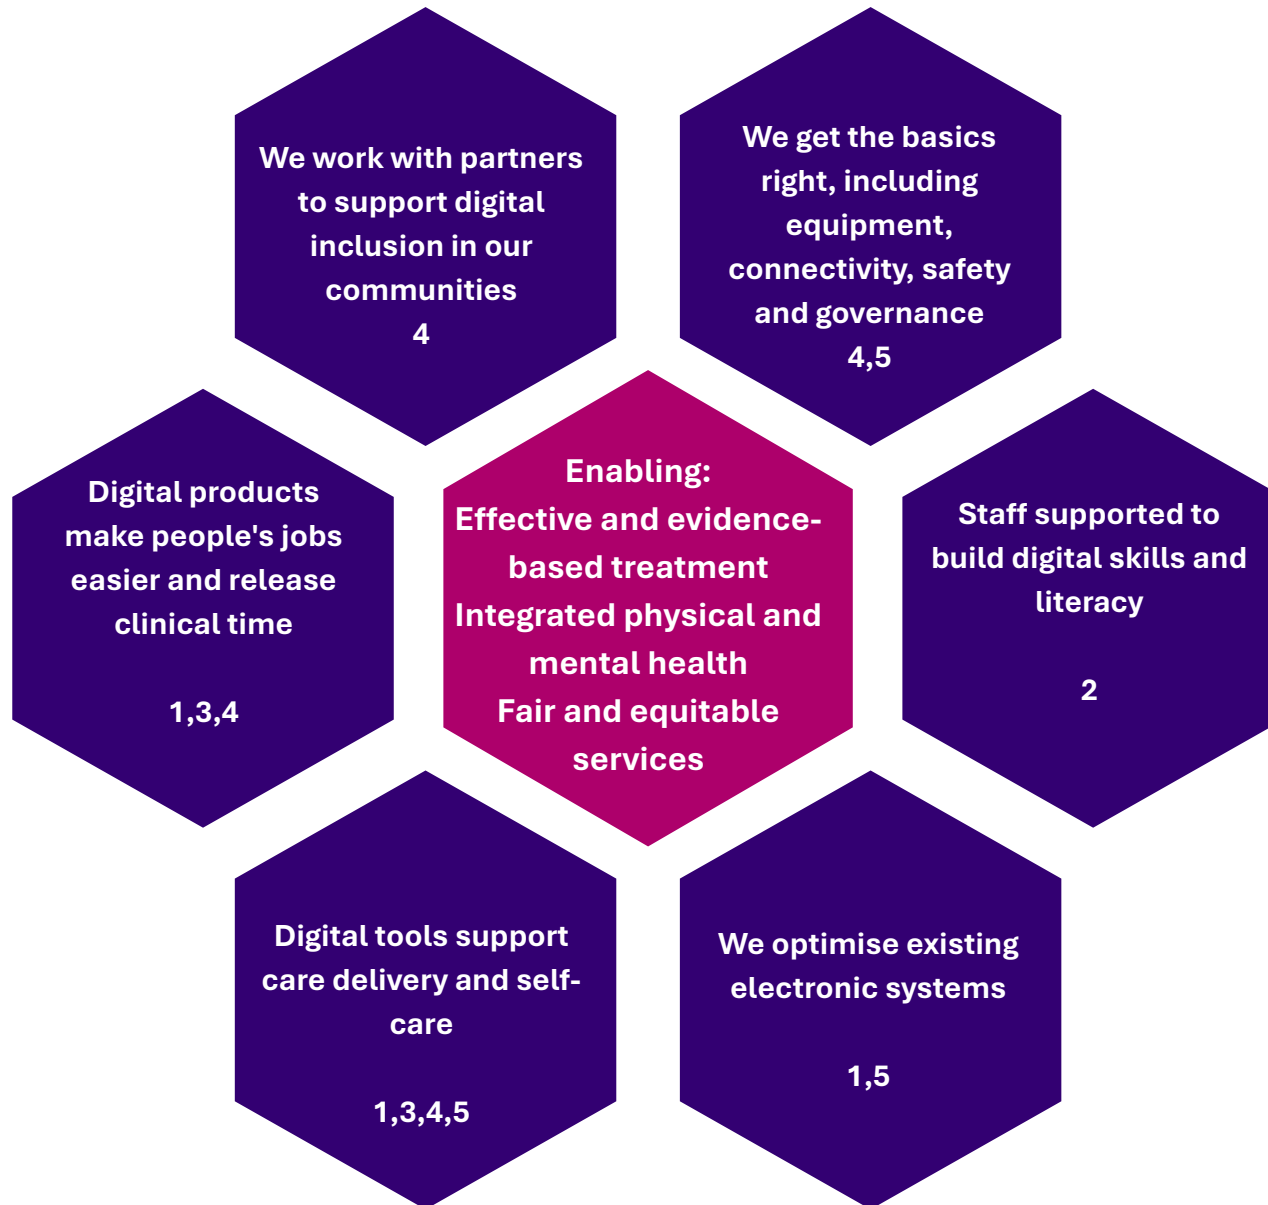 We work with partners
to support digital
inclusion in our
communities
4
We get the basics
right, including
equipment,
connectivity, safety
and governance
4,5
Digital products
make people's jobs
easier and release
clinical time
1,3,4
Enabling:
Effective and evidence-
based treatment
Integrated physical and
mental health
Fair and equitable
services
Staff supported to
build digital skills and
literacy
2
Digital tools support
care delivery and self-
care
1,3,4,5
We optimise existing
electronic systems
1,5